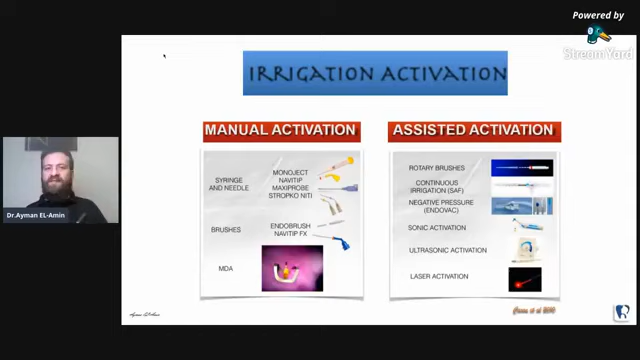 Powered by
StreamYard
IRRIGATION ACTIVATION
MANUAL ACTIVATION
SYRINGE
AND NEEDLE
MONOJECT
NAVITIP
MAXIPROBE
STROPKO NITI
BRUSHES
ENDOBRUSH
NAVITIP FX
MDA
ASSISTED ACTIVATION
ROTARY BRUSHES
CONTINUOUS
IRRIGATION (SAF)
NEGATIVE PRESSURE
(ENDOVAC)
SONIC ACTIVATION
ULTRASONIC ACTIVATION
LASER ACTIVATION
Dr.Ayman EL-Amin